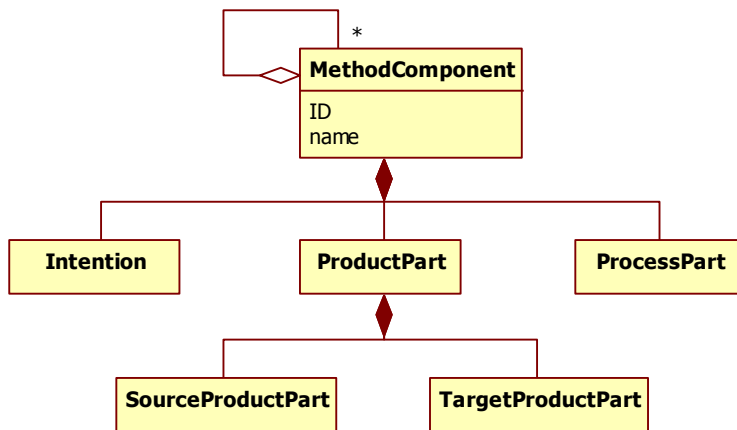 *
MethodComponent
ID
name
Intention
ProductPart
ProcessPart
SourceProductPart
TargetProductPart